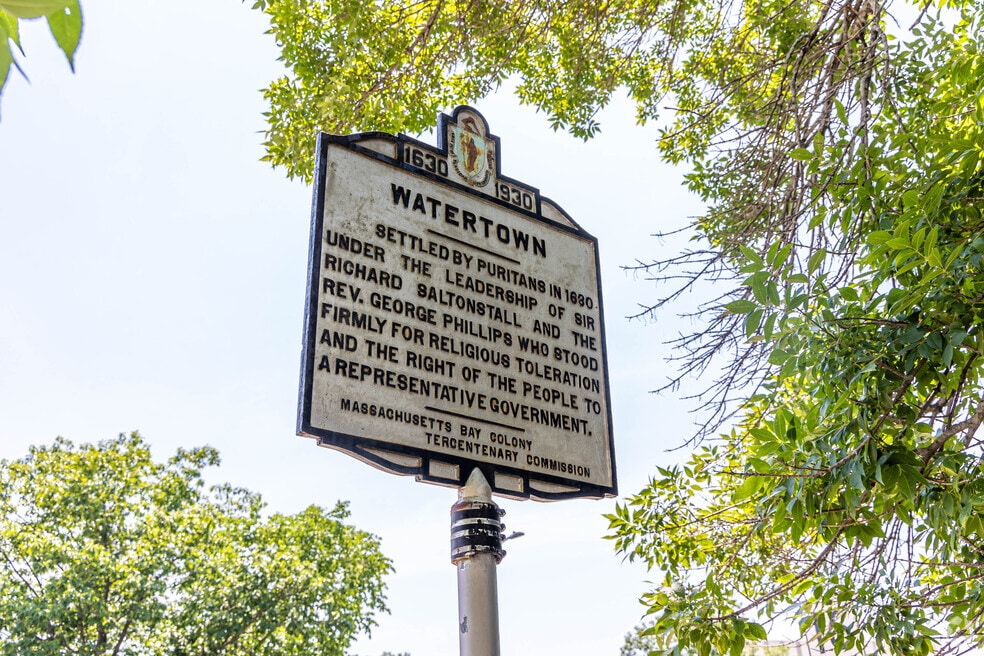 1630 1930
WATERTOWN
SETTLED BY PURITANS IN 1630
UNDER THE LEADERSHIP OF SIR
RICHARD SALTONSTALL AND THE
REV. GEORGE PHILLIPS WHO STOOD
FIRMLY FOR RELIGIOUS TOLERATION
AND THE RIGHT OF THE PEOPLE TO
A REPRESENTATIVE GOVERNMENT.
MASSACHUSETTS BAY COLONY
TERCENTENARY COMMISSION